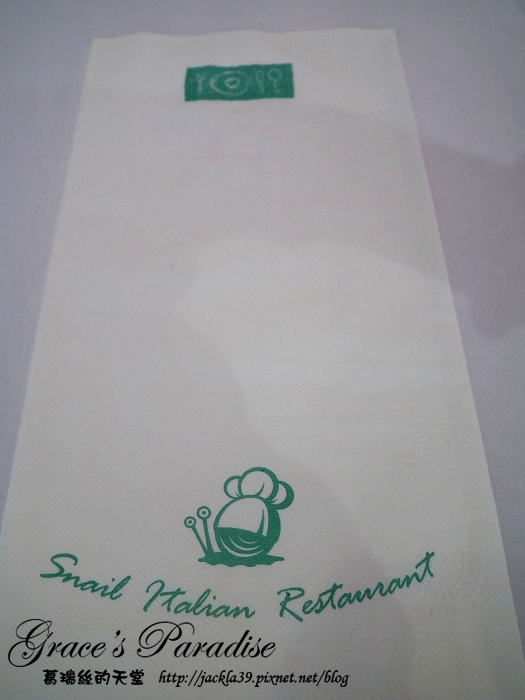 Snail Italian Restaurant
Grace's Paradise
葛瑞絲的天堂 http://jackla39.pixnet.net/blog